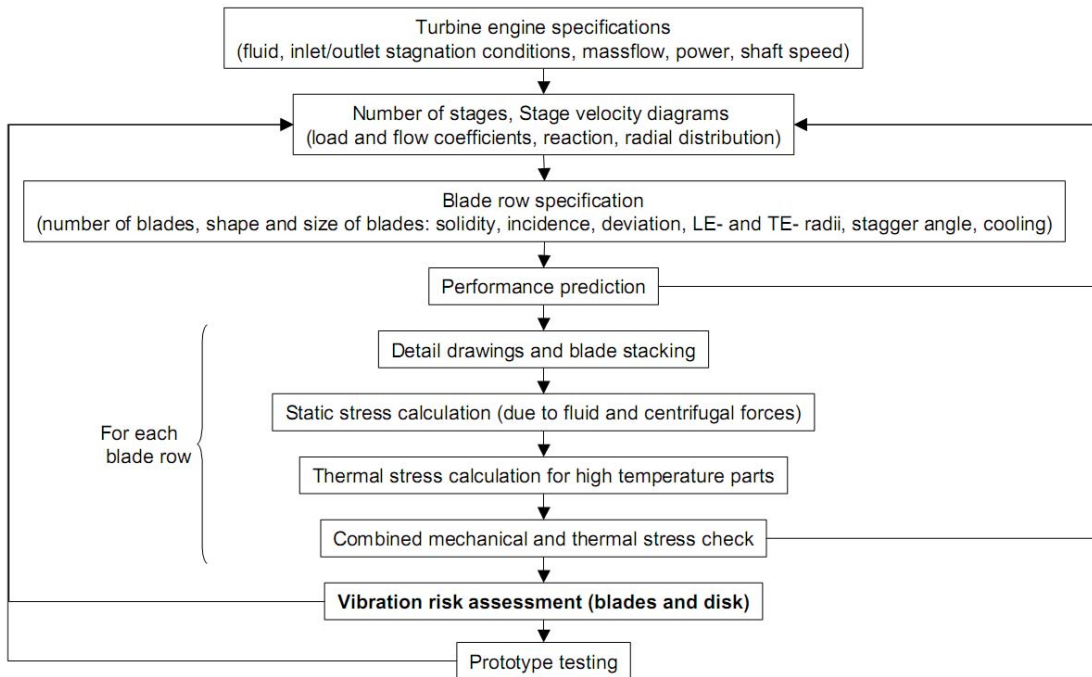 Turbine engine specifications
(fluid, inlet/outlet stagnation conditions, massflow, power, shaft speed)
Number of stages, Stage velocity diagrams
(load and flow coefficients, reaction, radial distribution)
Blade row specification
(number of blades, shape and size of blades: solidity, incidence, deviation, LE- and TE- radii, stagger angle, cooling)
Performance prediction
For each
blade row
Detail drawings and blade stacking
Static stress calculation (due to fluid and centrifugal forces)
Thermal stress calculation for high temperature parts
Combined mechanical and thermal stress check
Vibration risk assessment (blades and disk)
Prototype testing